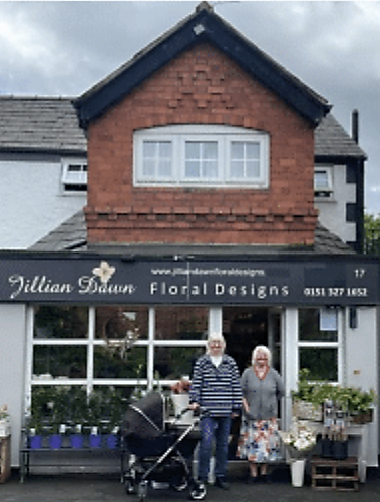 www.jilliandawnfloraldesigns.
17
Jillian Dawn
Floral Designs
0151 327 1652